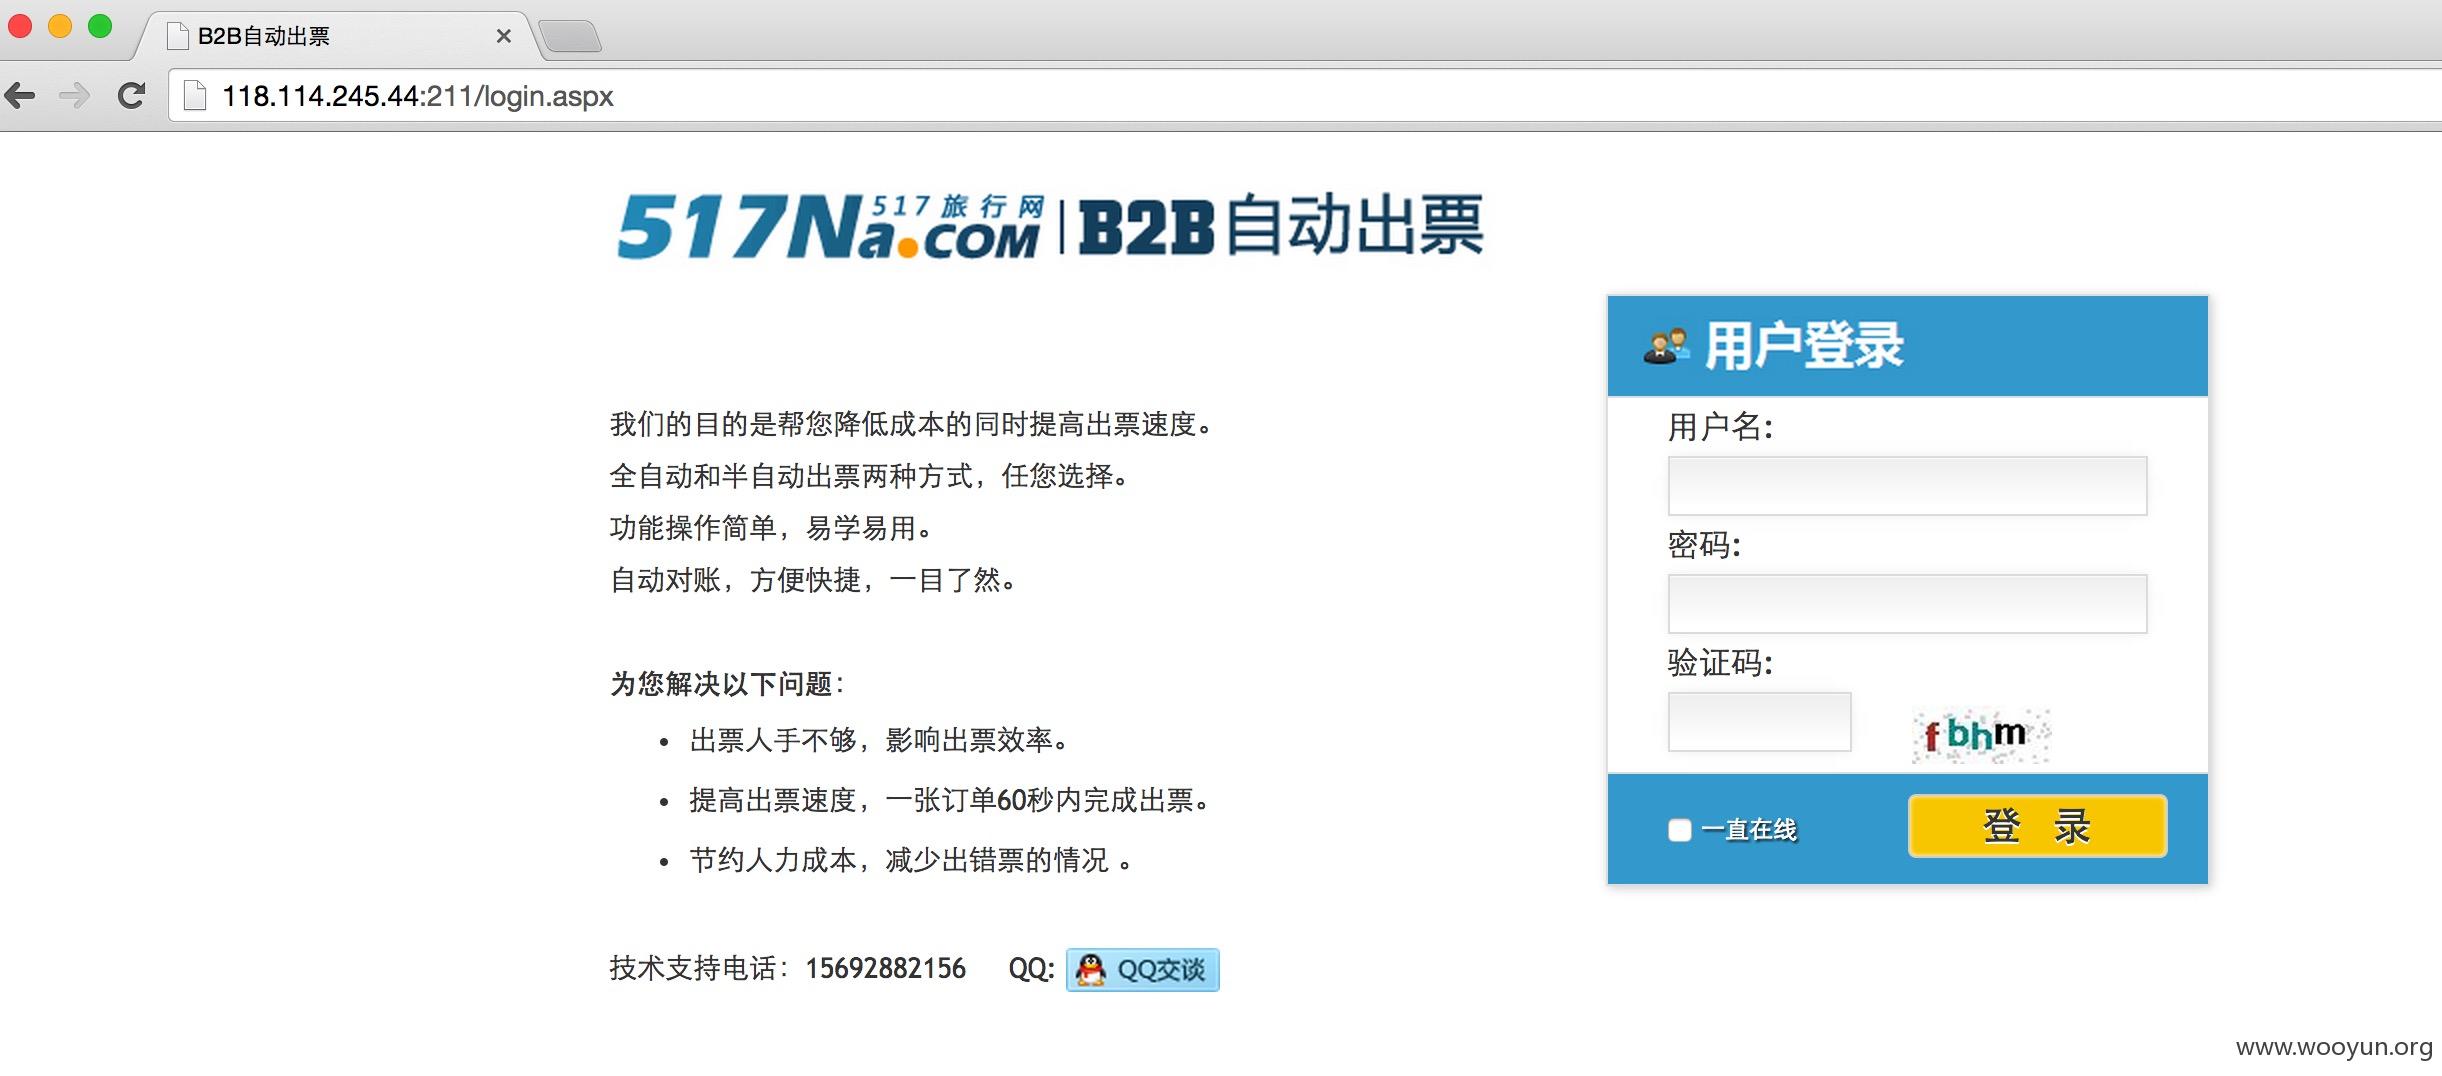 B2B自动出票
118.114.245.44:211/login.aspx
517Na.COM 517旅行网 | B2B自动出票
用户登录
我们的目的是帮您降低成本的同时提高出票速度。
全自动和半自动出票两种方式，任您选择。
功能操作简单，易学易用。
自动对账，方便快捷，一目了然。
用户名:
密码:
验证码:
fbhm
一直在线
登 录
为您解决以下问题：
• 出票人手不够，影响出票效率。
• 提高出票速度，一张订单60秒内完成出票。
• 节约人力成本，减少出错票的情况 。
技术支持电话：15692882156 QQ: QQ交谈
www.wooyun.org